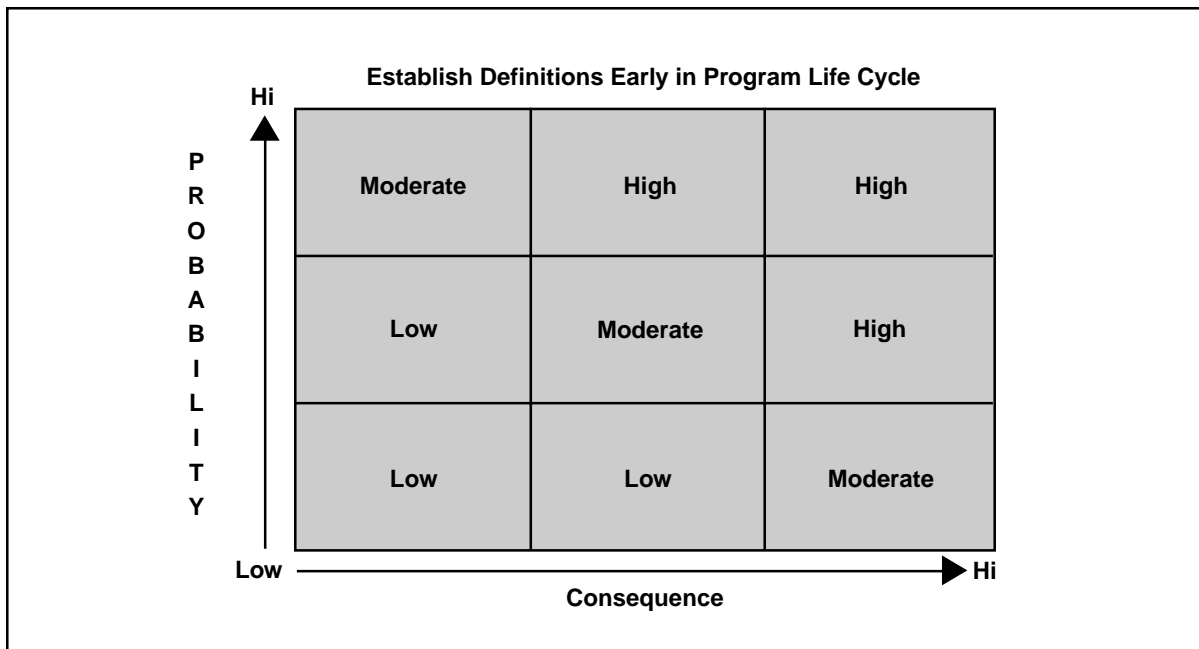 Establish Definitions Early in Program Life Cycle
Hi
PROBABILITY
Moderate High High
Low Moderate High
Low Low Moderate
Low
Hi
Consequence